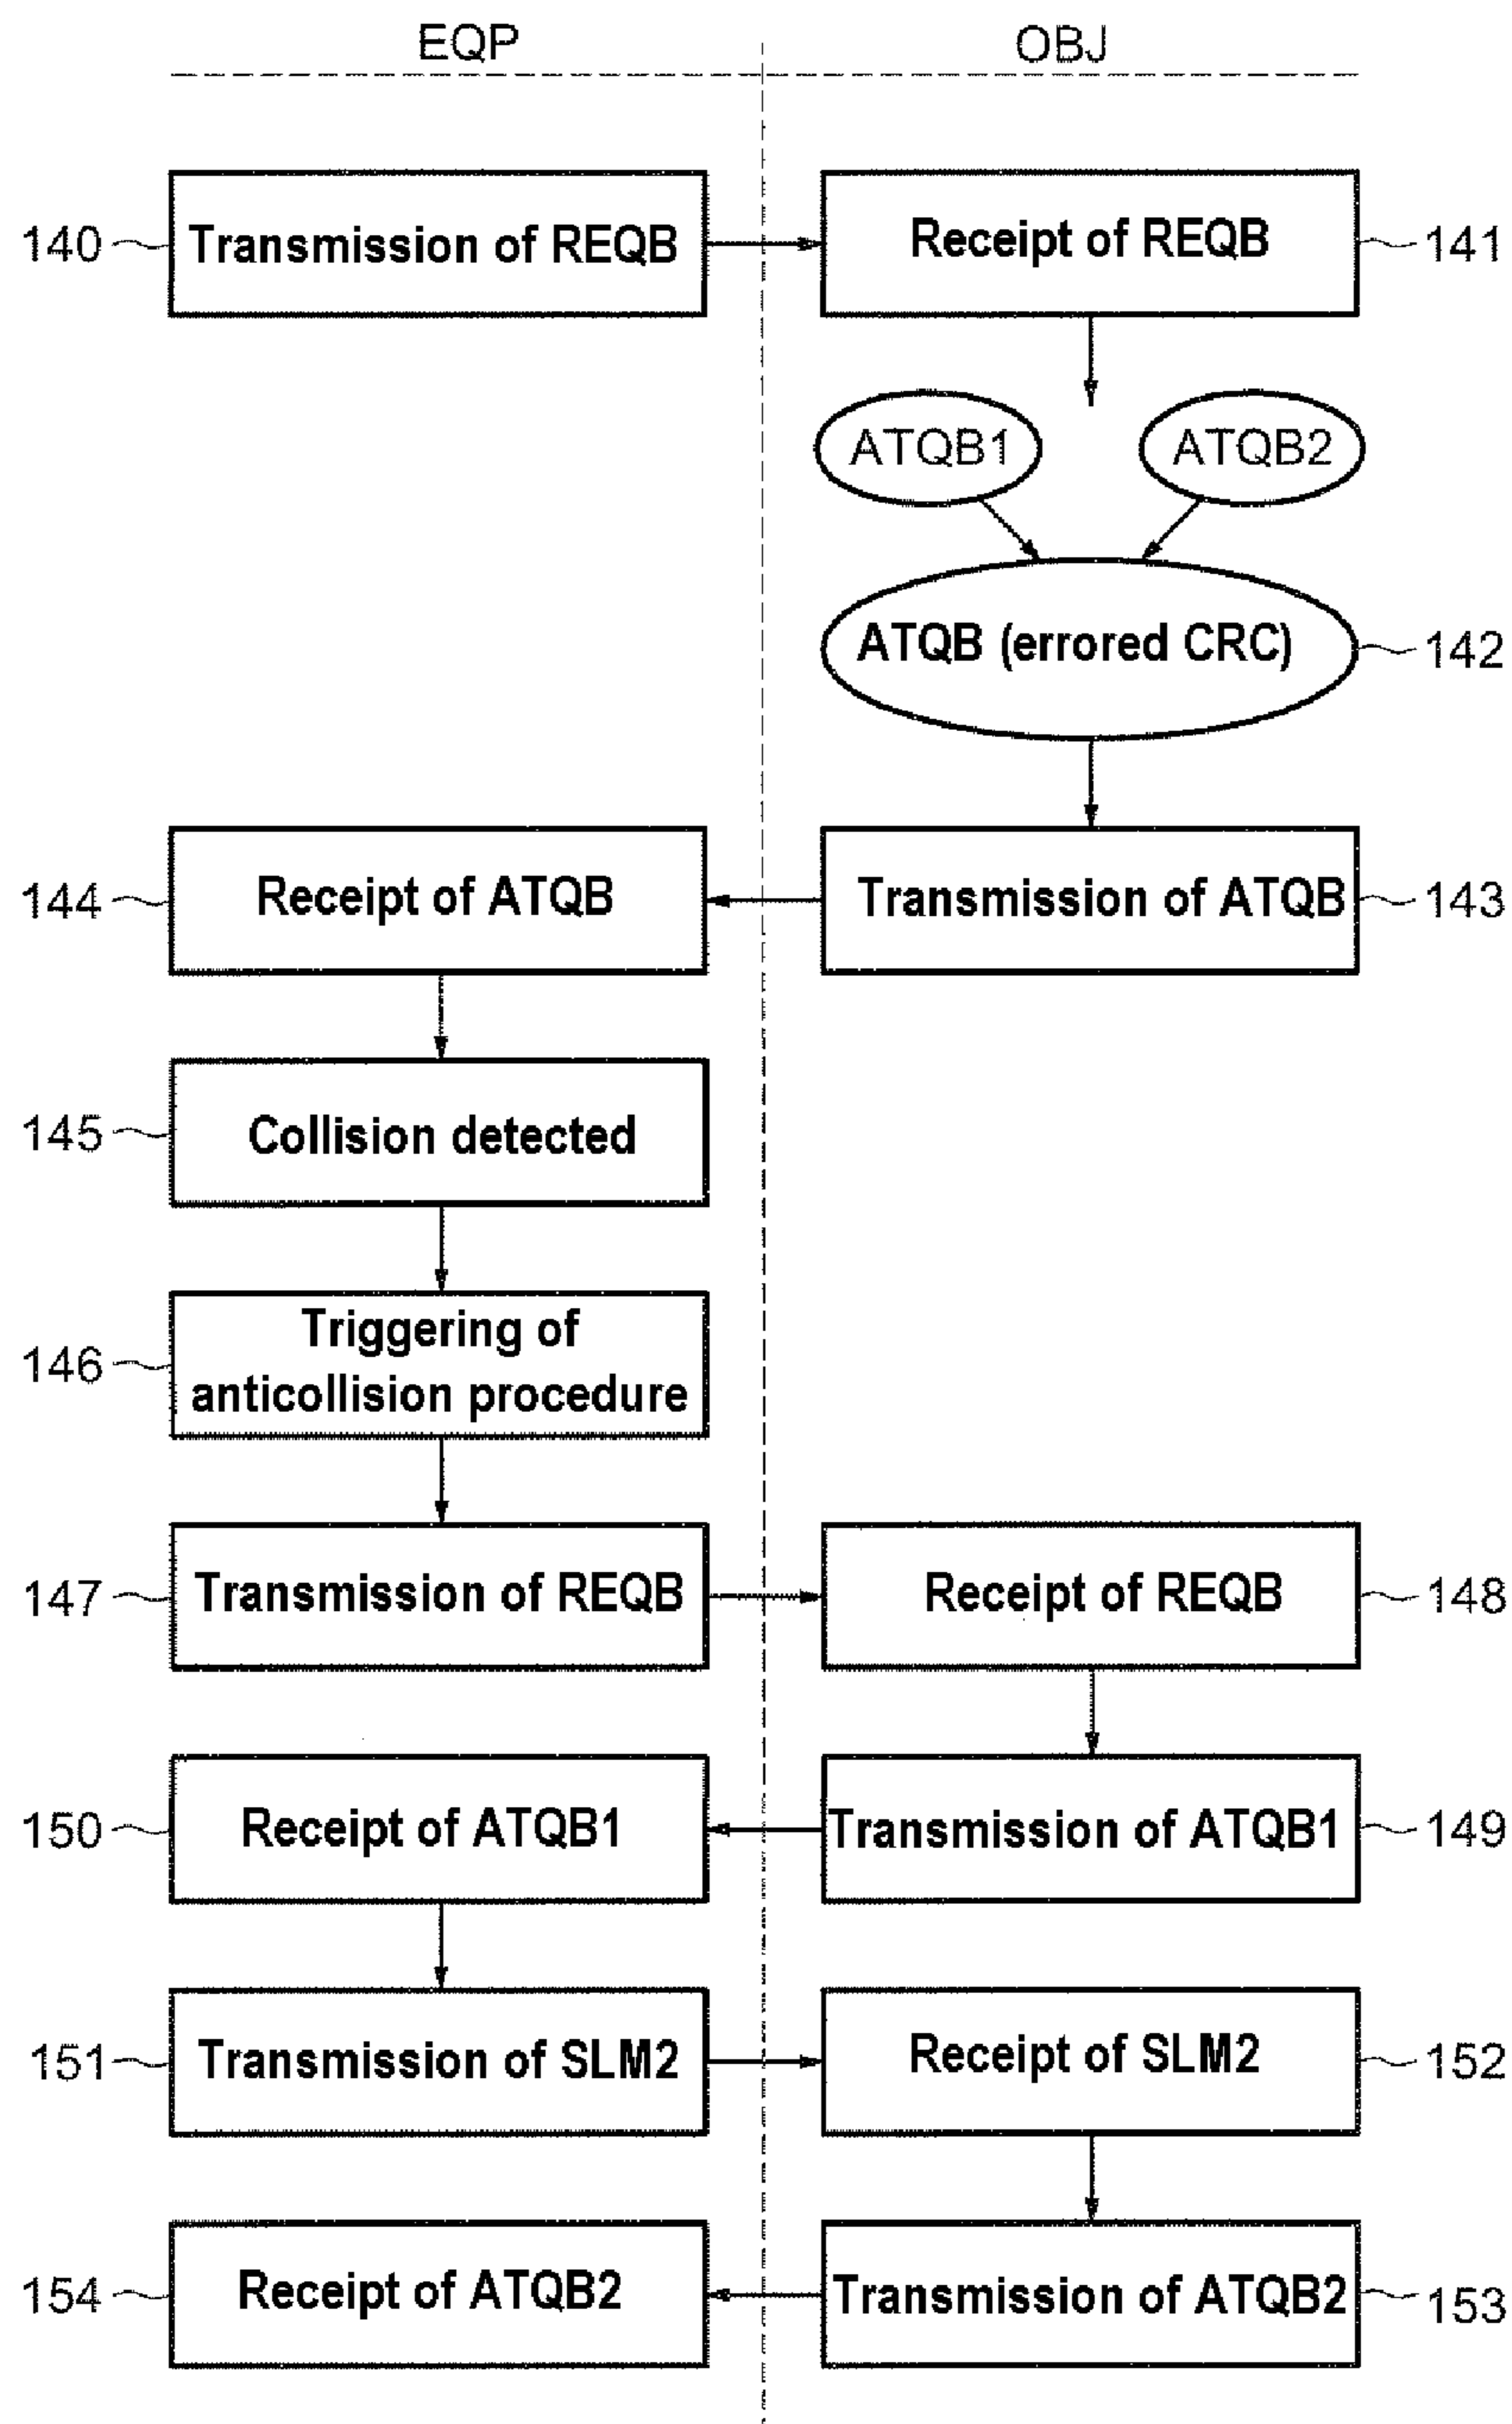 EQP OBJ
140 Transmission of REQB Receipt of REQB 141
ATQB1 ATQB2
ATQB (errored CRC) 142
144 Receipt of ATQB Transmission of ATQB 143
145 Collision detected
146 Triggering of
anticollision procedure
147 Transmission of REQB Receipt of REQB 148
150 Receipt of ATQB1 Transmission of ATQB1 149
151 Transmission of SLM2 Receipt of SLM2 152
154 Receipt of ATQB2 Transmission of ATQB2 153